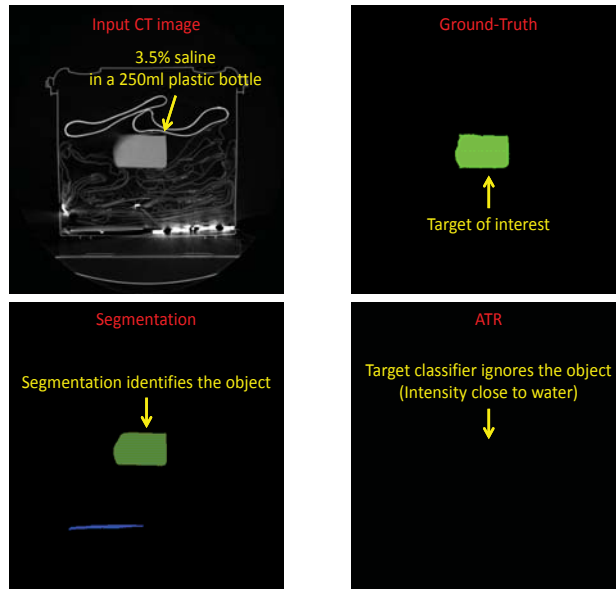 Input CT image
3.5% saline
in a 250ml plastic bottle
Ground-Truth
Target of interest
Segmentation
Segmentation identifies the object
ATR
Target classifier ignores the object
(Intensity close to water)